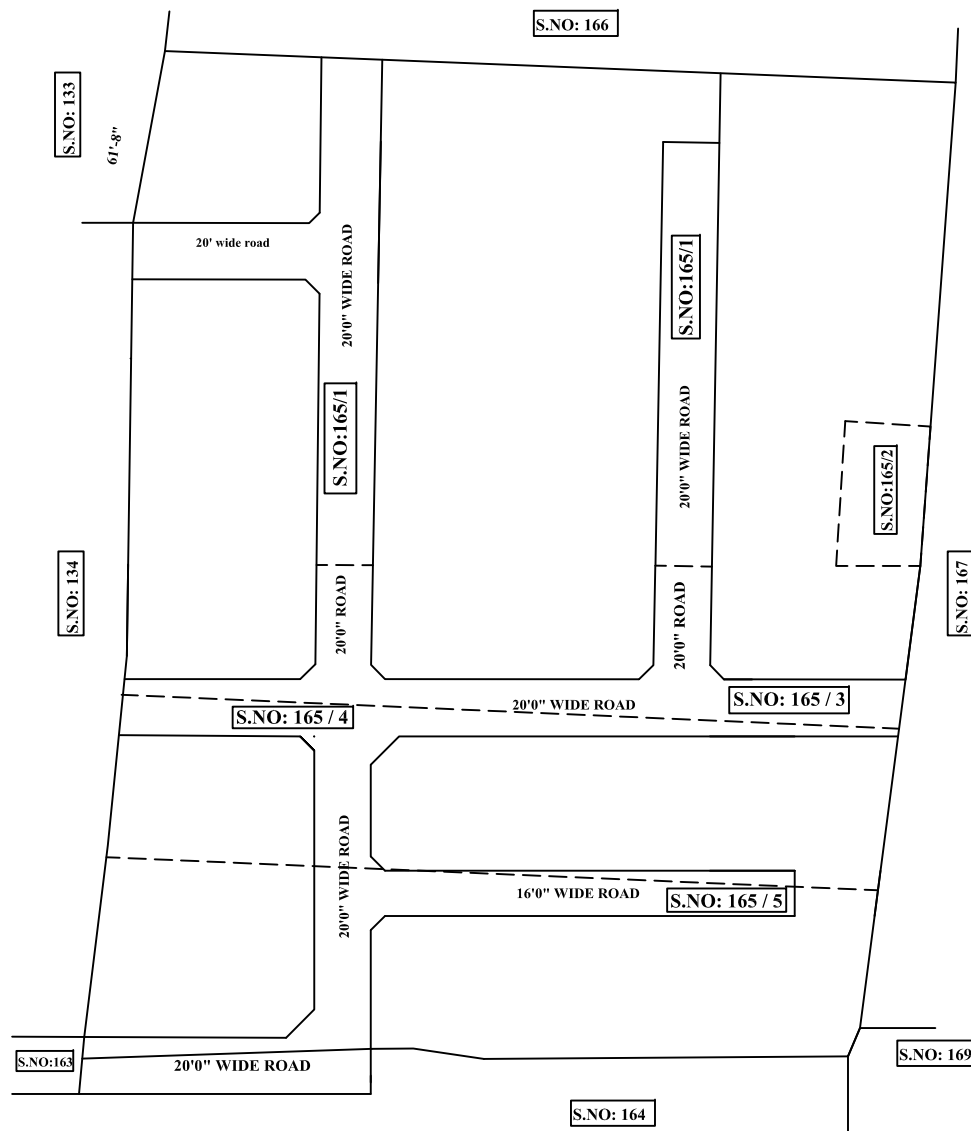 S.NO: 166
S.NO: 133
61'-8"
20' wide road
20'0" WIDE ROAD
S.NO:165/1
S.NO:165/1
20'0" WIDE ROAD
S.NO:165/2
S.NO: 134
20'0" ROAD
20'0" ROAD
S.NO: 167
S.NO: 165 / 3
20'0" WIDE ROAD
S.NO: 165 / 4
20'0" WIDE ROAD
16'0" WIDE ROAD
S.NO: 165 / 5
S.NO:163
20'0" WIDE ROAD
S.NO: 169
S.NO: 164